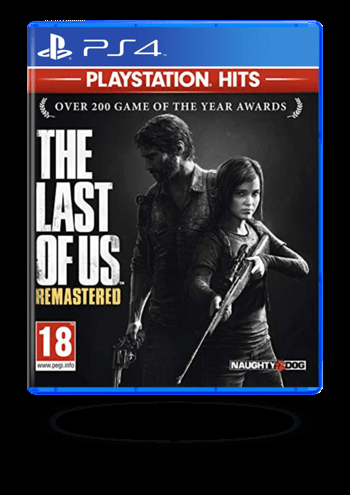 PS4
PLAYSTATION HITS
OVER 200 GAME OF THE YEAR AWARDS
THE
LAST
OF US
™
REMASTERED
18
www.pegi.info
NAUGHTY DOG